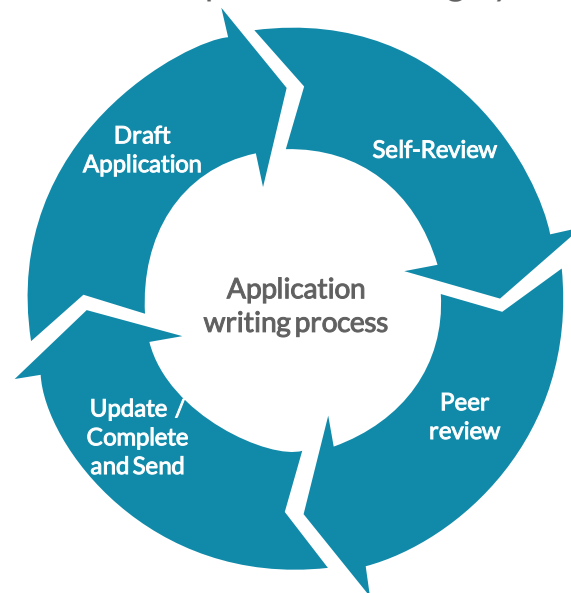 Draft
Application
Self-Review
Application
writing process
Peer
review
Update /
Complete
and Send